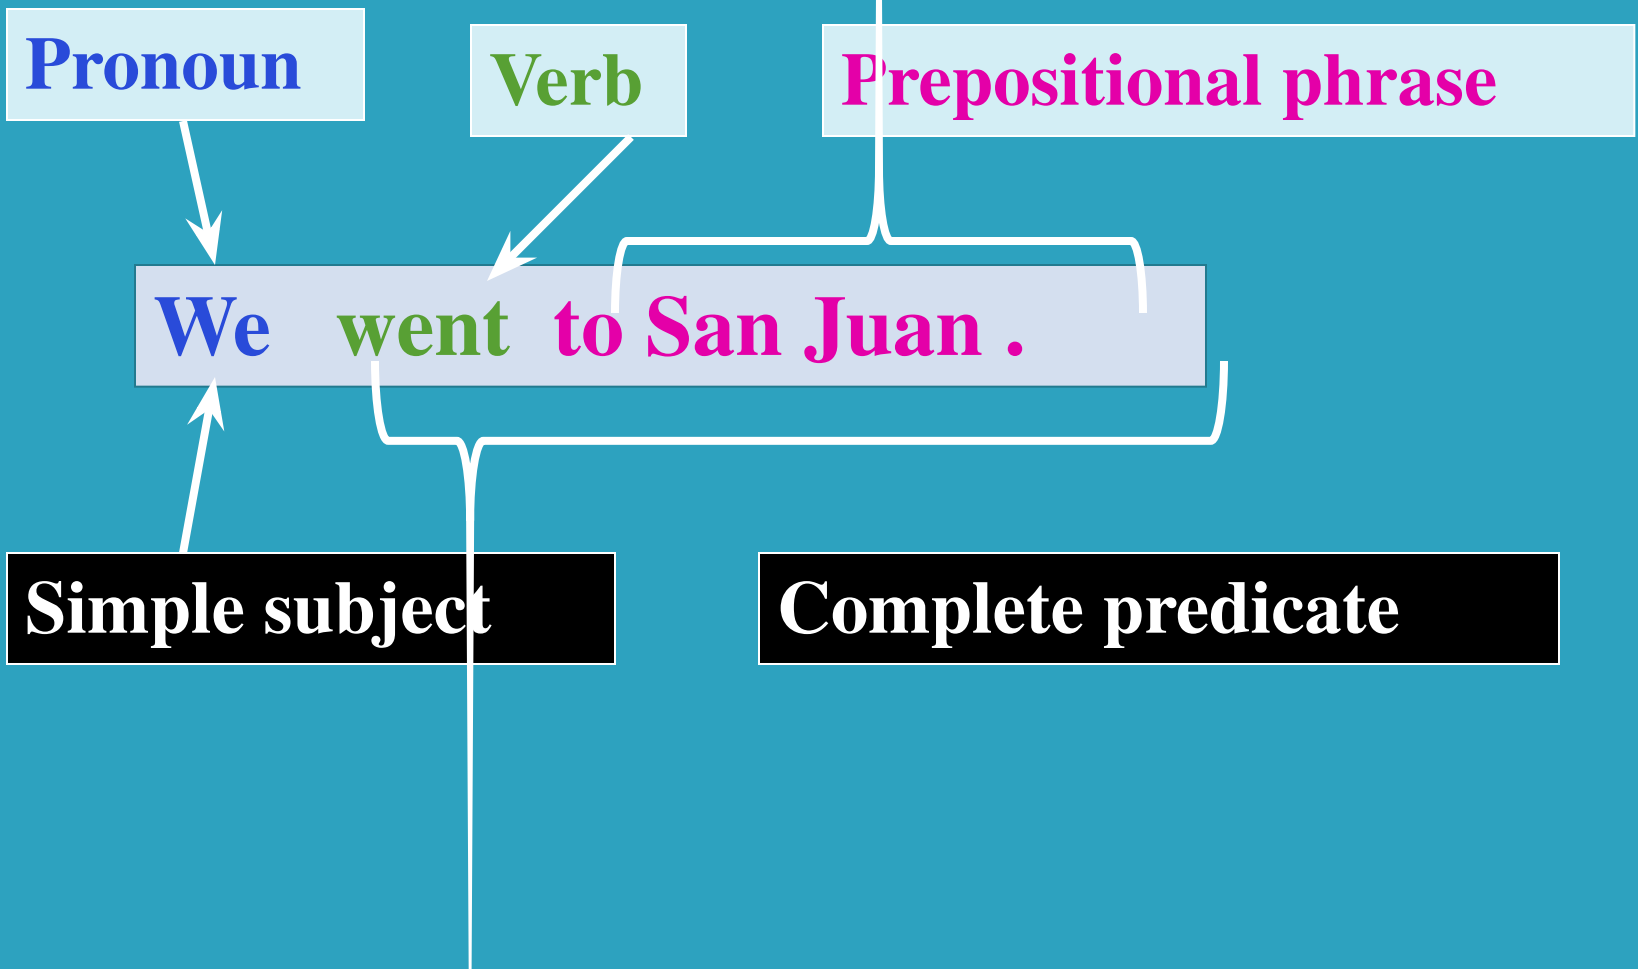 Pronoun
Verb
Prepositional phrase
We went to San Juan .
Simple subject
Complete predicate